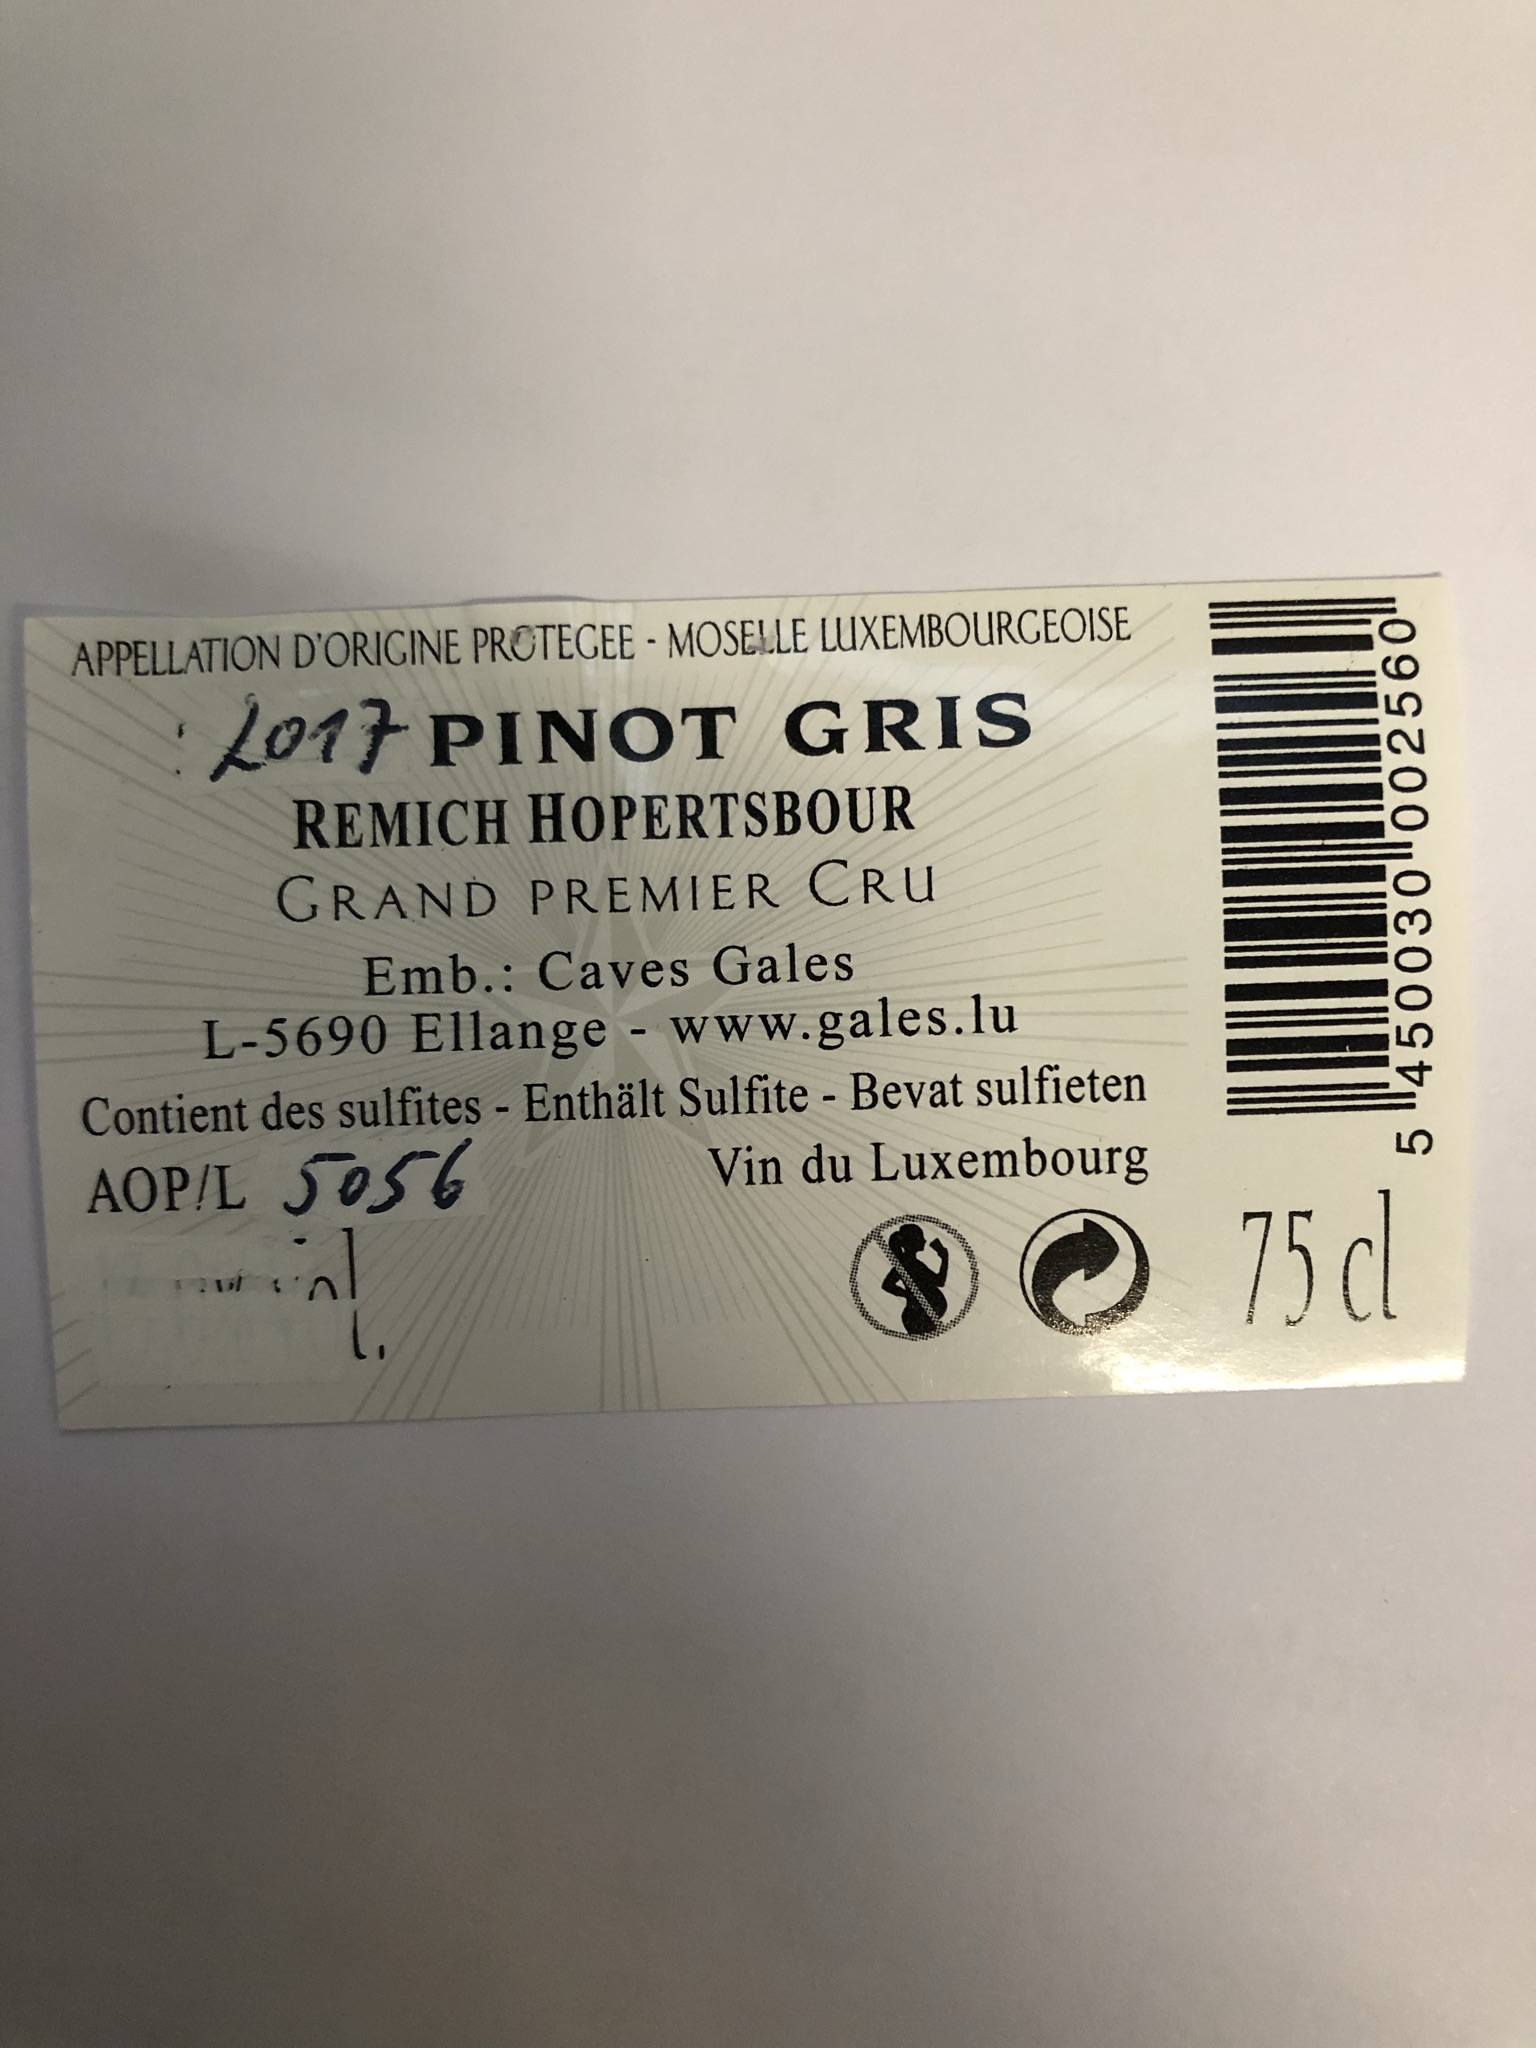 APPELLATION D'ORIGINE PROTEGEE - MOSELLE LUXEMBOURGEOISE
2017 PINOT GRIS
REMICH HOPERTSBOUR
GRAND PREMIER CRU
Emb.: Caves Gales
L-5690 Ellange - www.gales.lu
Contient des sulfites - Enthält Sulfite - Bevat sulfieten
AOP/L 5056
Vin du Luxembourg
75 cl
5 450030 002560